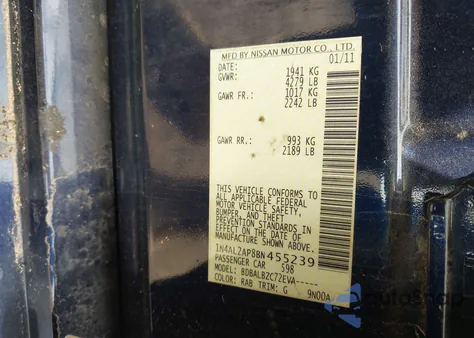 MFD BY NISSAN MOTOR CO., LTD.
DATE: 01/11
GVWR: 1941 KG
4279 LB
GAWR FR.: 1017 KG
2242 LB
GAWR RR.: 993 KG
2189 LB
THIS VEHICLE CONFORMS TO
ALL APPLICABLE FEDERAL
MOTOR VEHICLE SAFETY,
BUMPER, AND THEFT
PREVENTION STANDARDS IN
EFFECT ON THE DATE OF
MANUFACTURE SHOWN ABOVE.
1N4AL2AP8BN455239
PASSENGER CAR S98
MODEL: BDBALBZC72EVA-----
COLOR: RAB TRIM: G 9N00A
AutoSnap